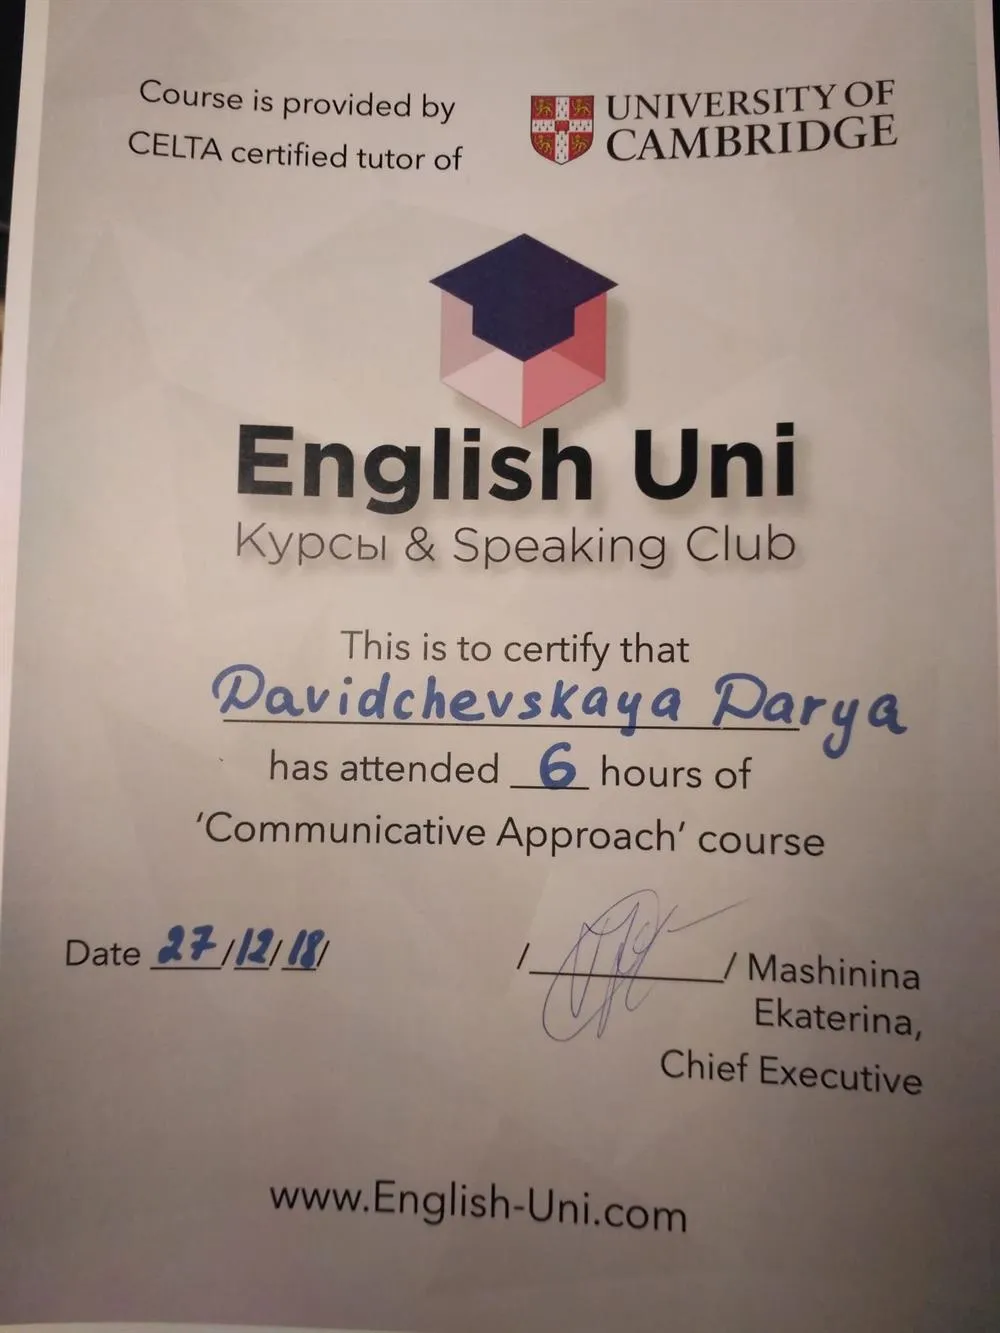 Course is provided by
CELTA certified tutor of
UNIVERSITY OF
CAMBRIDGE
English Uni
Курсы & Speaking Club
This is to certify that
Davidchevskaya Darya
has attended 6 hours of
‘Communicative Approach’ course
Date 27/12/18/
/ / Mashinina
Ekaterina,
Chief Executive
www.English-Uni.com